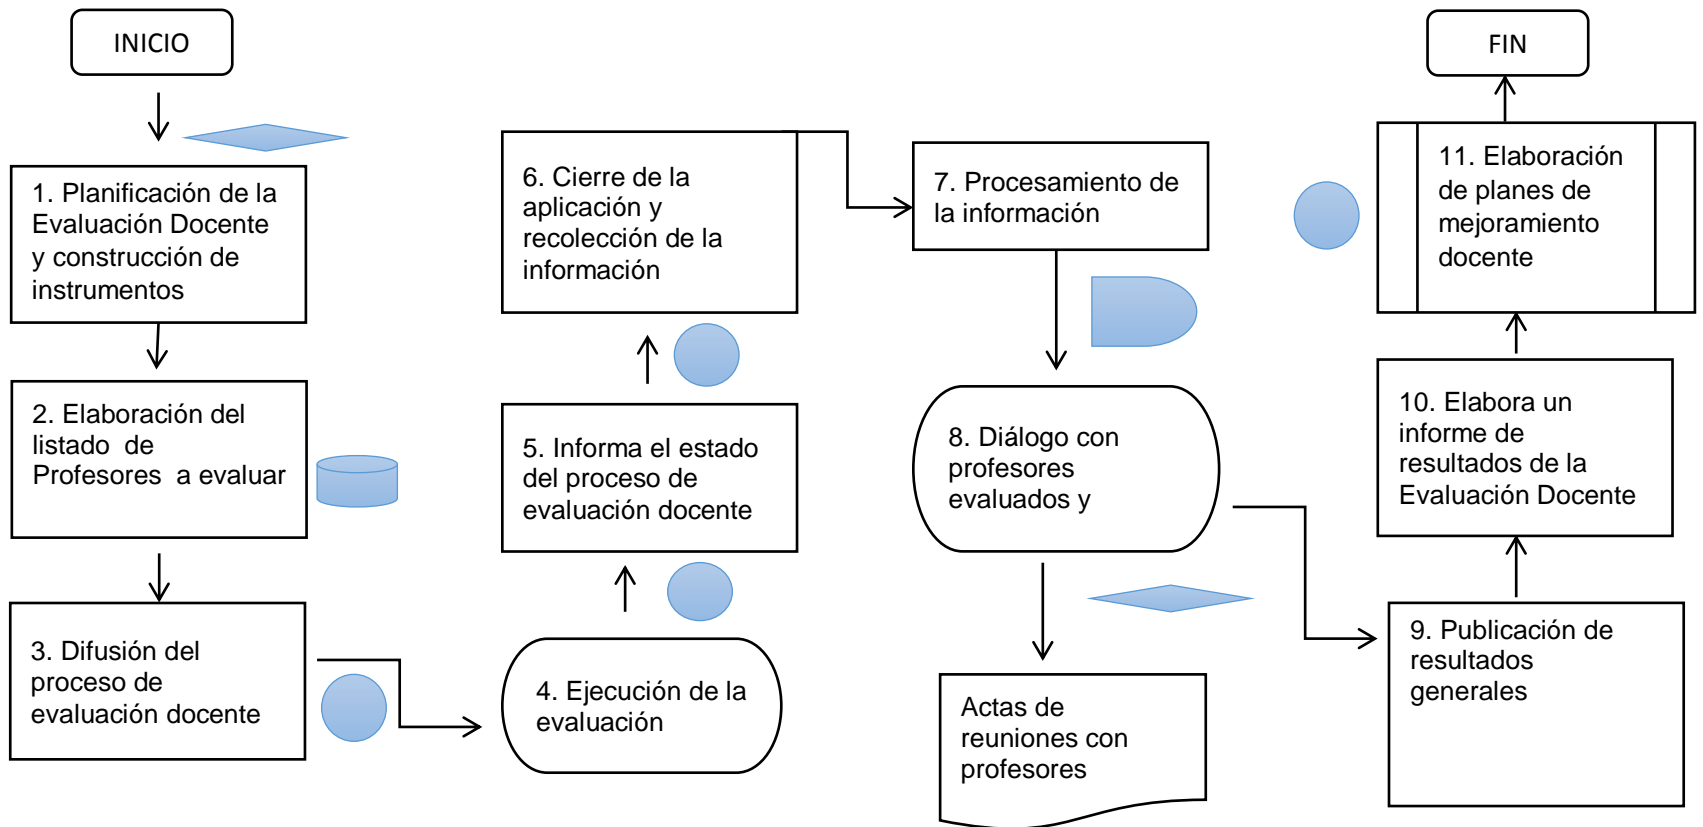 INICIO
1. Planificación de la
Evaluación Docente
y construcción de
instrumentos
2. Elaboración del
listado de
Profesores a evaluar
3. Difusión del
proceso de
evaluación docente
4. Ejecución de la
evaluación
5. Informa el estado
del proceso de
evaluación docente
6. Cierre de la
aplicación y
recolección de la
información
7. Procesamiento de
la información
8. Diálogo con
profesores
evaluados y
Actas de
reuniones con
profesores
9. Publicación de
resultados
generales
10. Elabora un
informe de
resultados de la
Evaluación Docente
11. Elaboración
de planes de
mejoramiento
docente
FIN